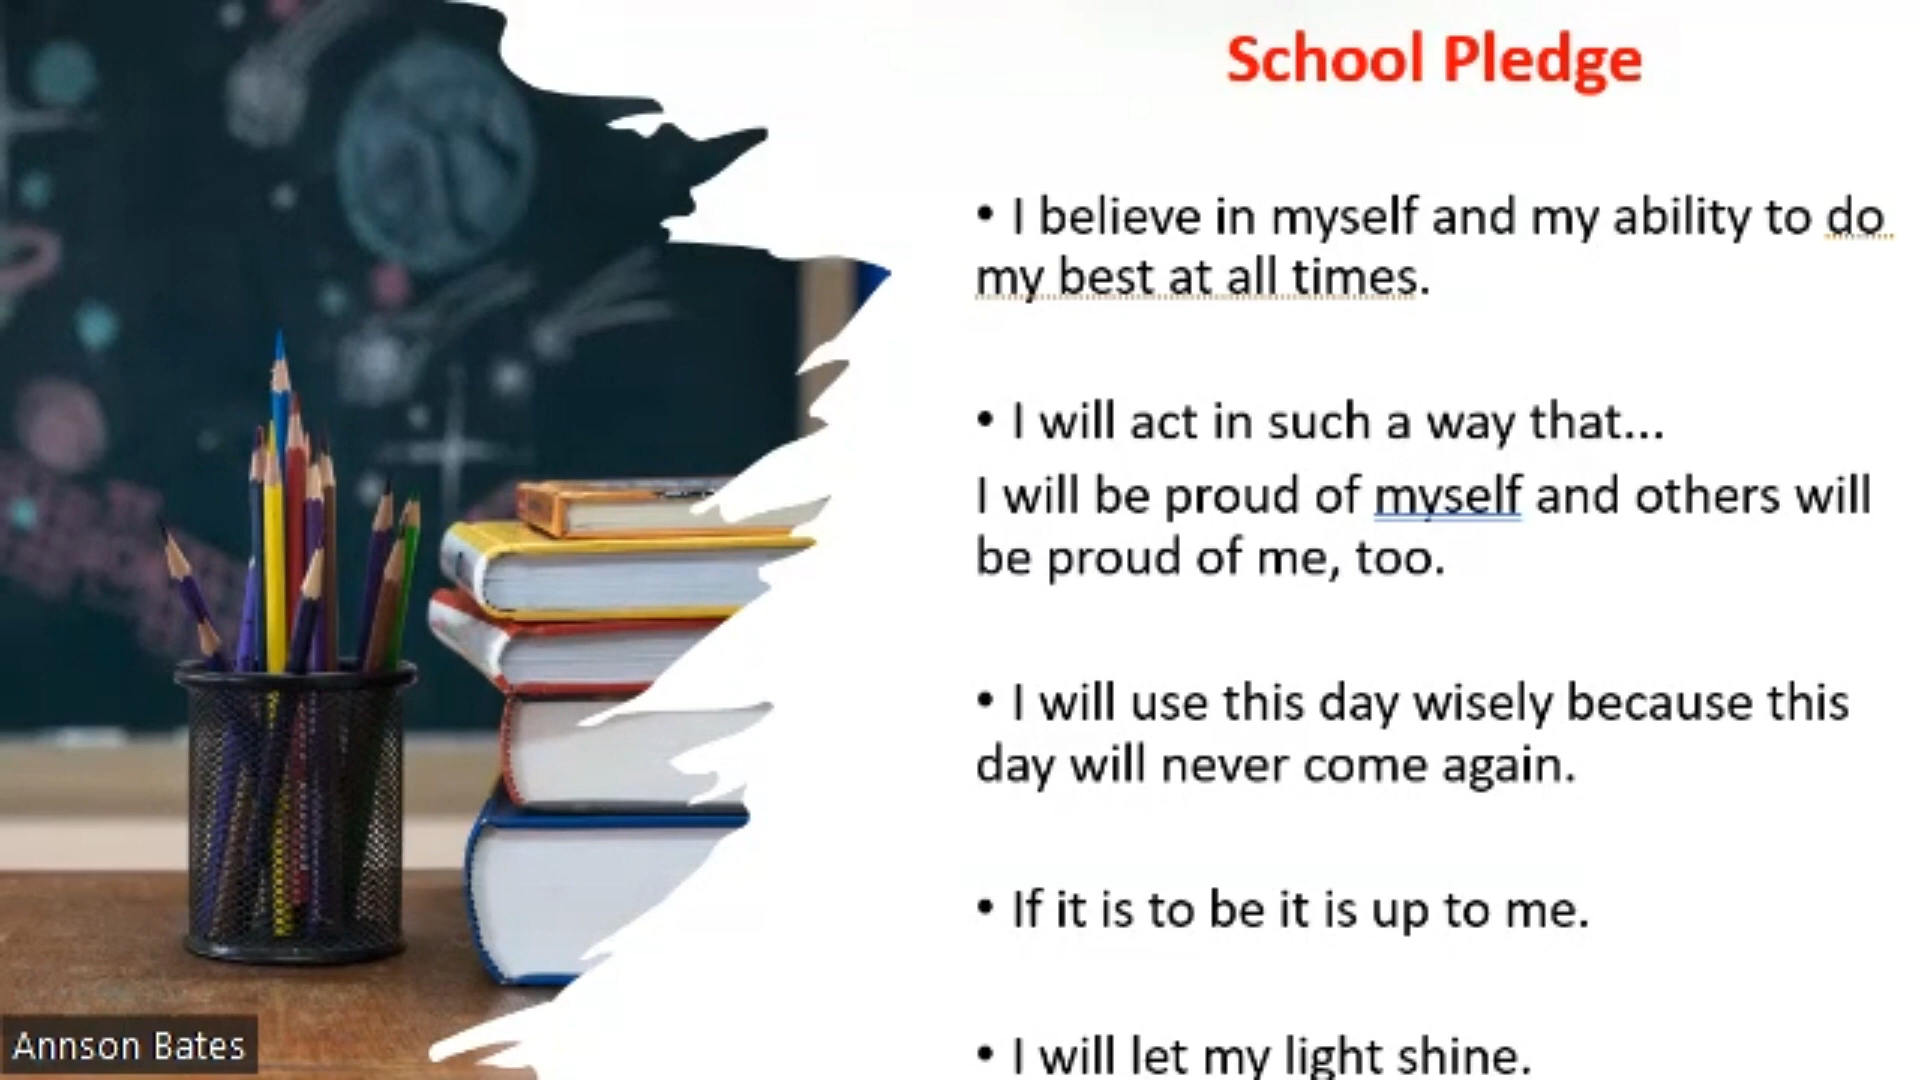 School Pledge
• I believe in myself and my ability to do
my best at all times.
• I will act in such a way that...
I will be proud of myself and others will
be proud of me, too.
• I will use this day wisely because this
day will never come again.
• If it is to be it is up to me.
• I will let my light shine.
Annson Bates